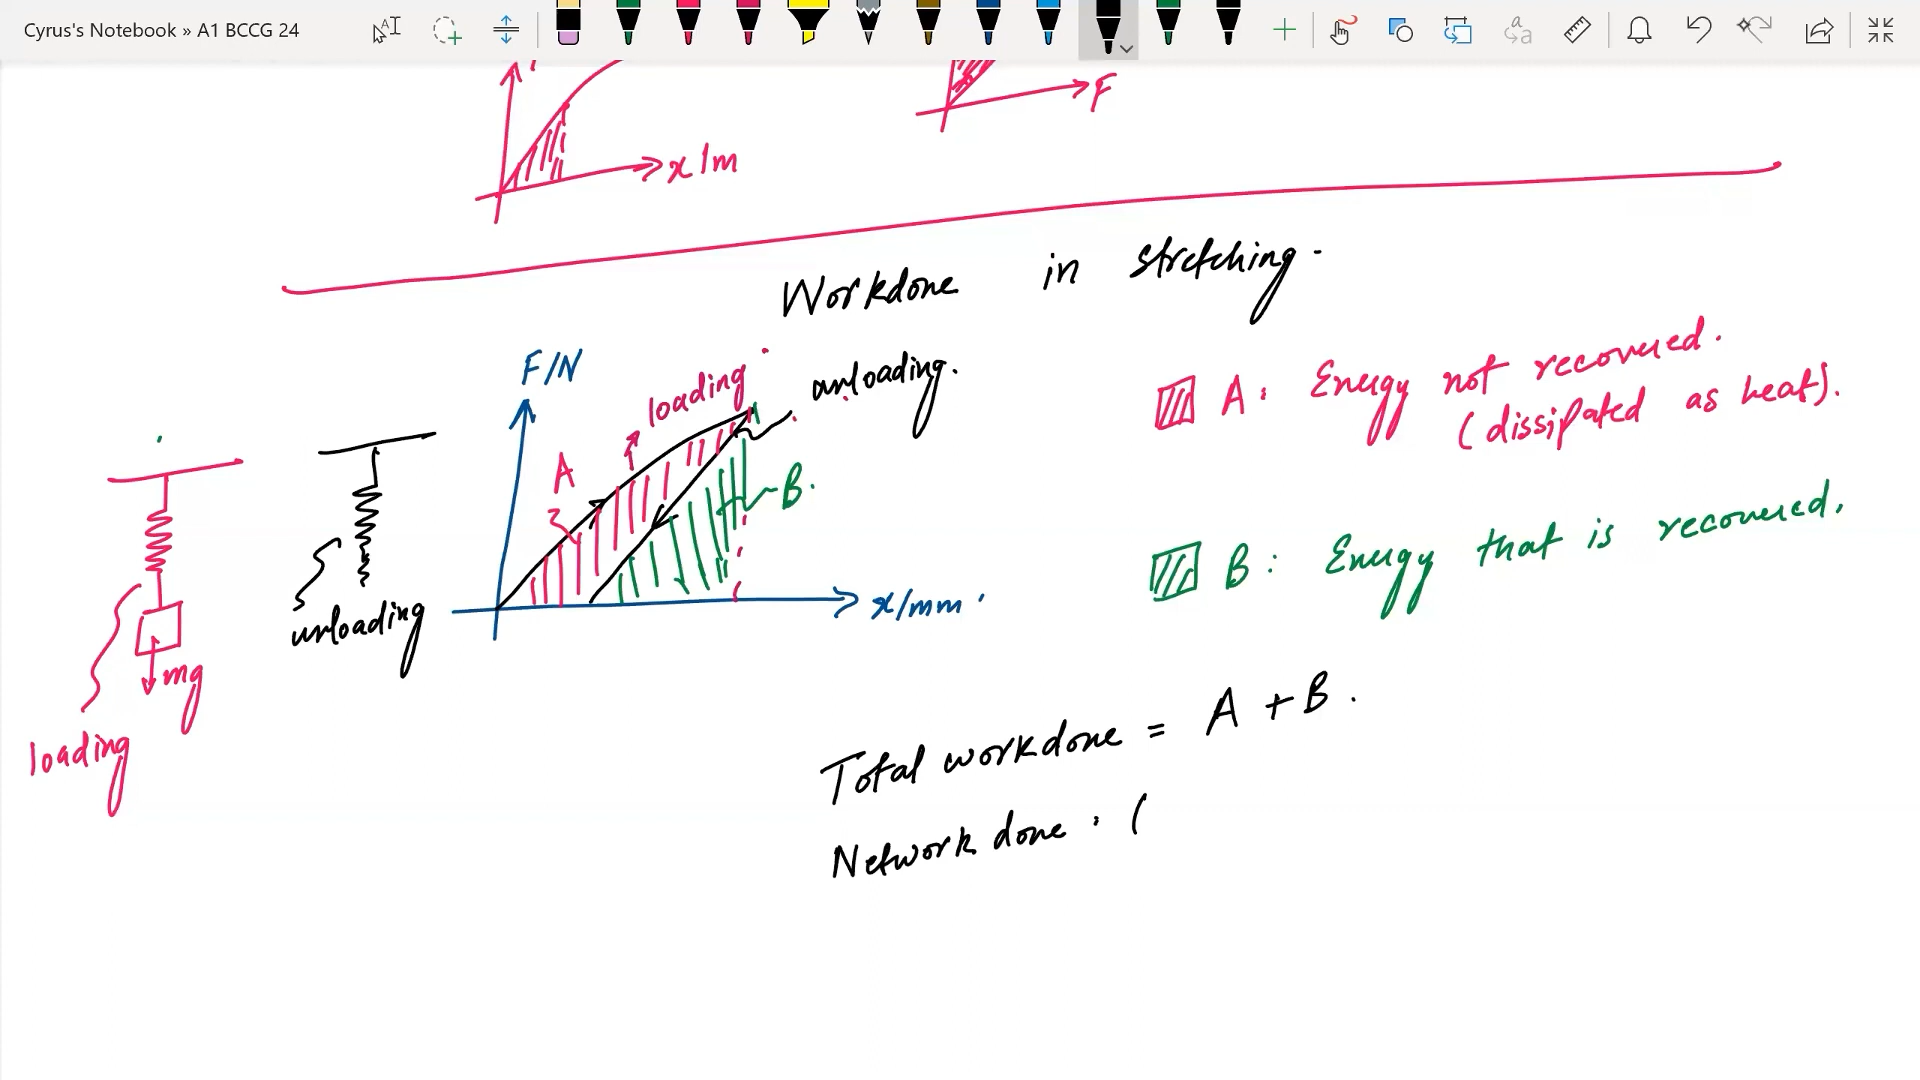 Cyrus's Notebook » A1 BCCG 24
F
x/m
Workdone in stretching.
F/N
loading
unloading.
A
B.
x/mm
A: Energy not recovered.
(dissipated as heat).
B: Energy that is recovered.
unloading
mg
loading
Total workdone = A + B.
Network done . (